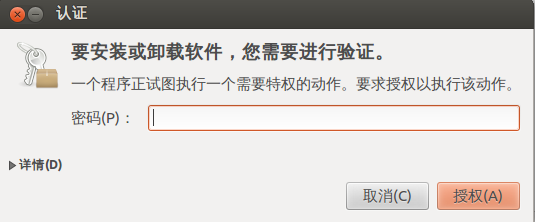 认证
要安装或卸载软件，您需要进行验证。
一个程序正试图执行一个需要特权的动作。要求授权以执行该动作。
密码(P)：
详情(D)
取消(C) 授权(A)